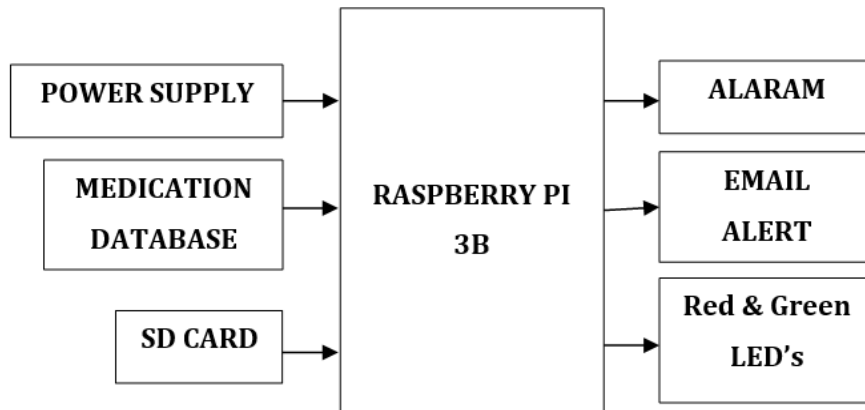 POWER SUPPLY
MEDICATION
DATABASE
SD CARD
RASPBERRY PI
3B
ALARAM
EMAIL
ALERT
Red & Green
LED’s